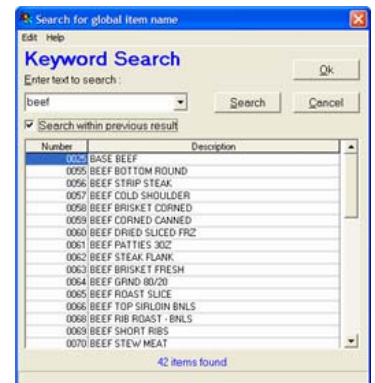 Search for global item name
Edit Help
Keyword Search
Enter text to search :
Ok
beef
Search
Cancel
Search within previous result
Number Description
0025 BASE BEEF
0055 BEEF BOTTOM ROUND
0056 BEEF STRIP STEAK
0057 BEEF COLD SHOULDER
0058 BEEF BRISKET CORNED
0059 BEEF CORNED CANNED
0060 BEEF DRIED SLICED FRZ
0061 BEEF PATTIES 3OZ
0062 BEEF STEAK FLANK
0063 BEEF BRISKET FRESH
0064 BEEF GRND 80/20
0065 BEEF ROAST SLICE
0066 BEEF TOP SIRLOIN BNLS
0068 BEEF RIB ROAST - BNLS
0069 BEEF SHORT RIBS
0070 BEEF STEW MEAT
42 items found